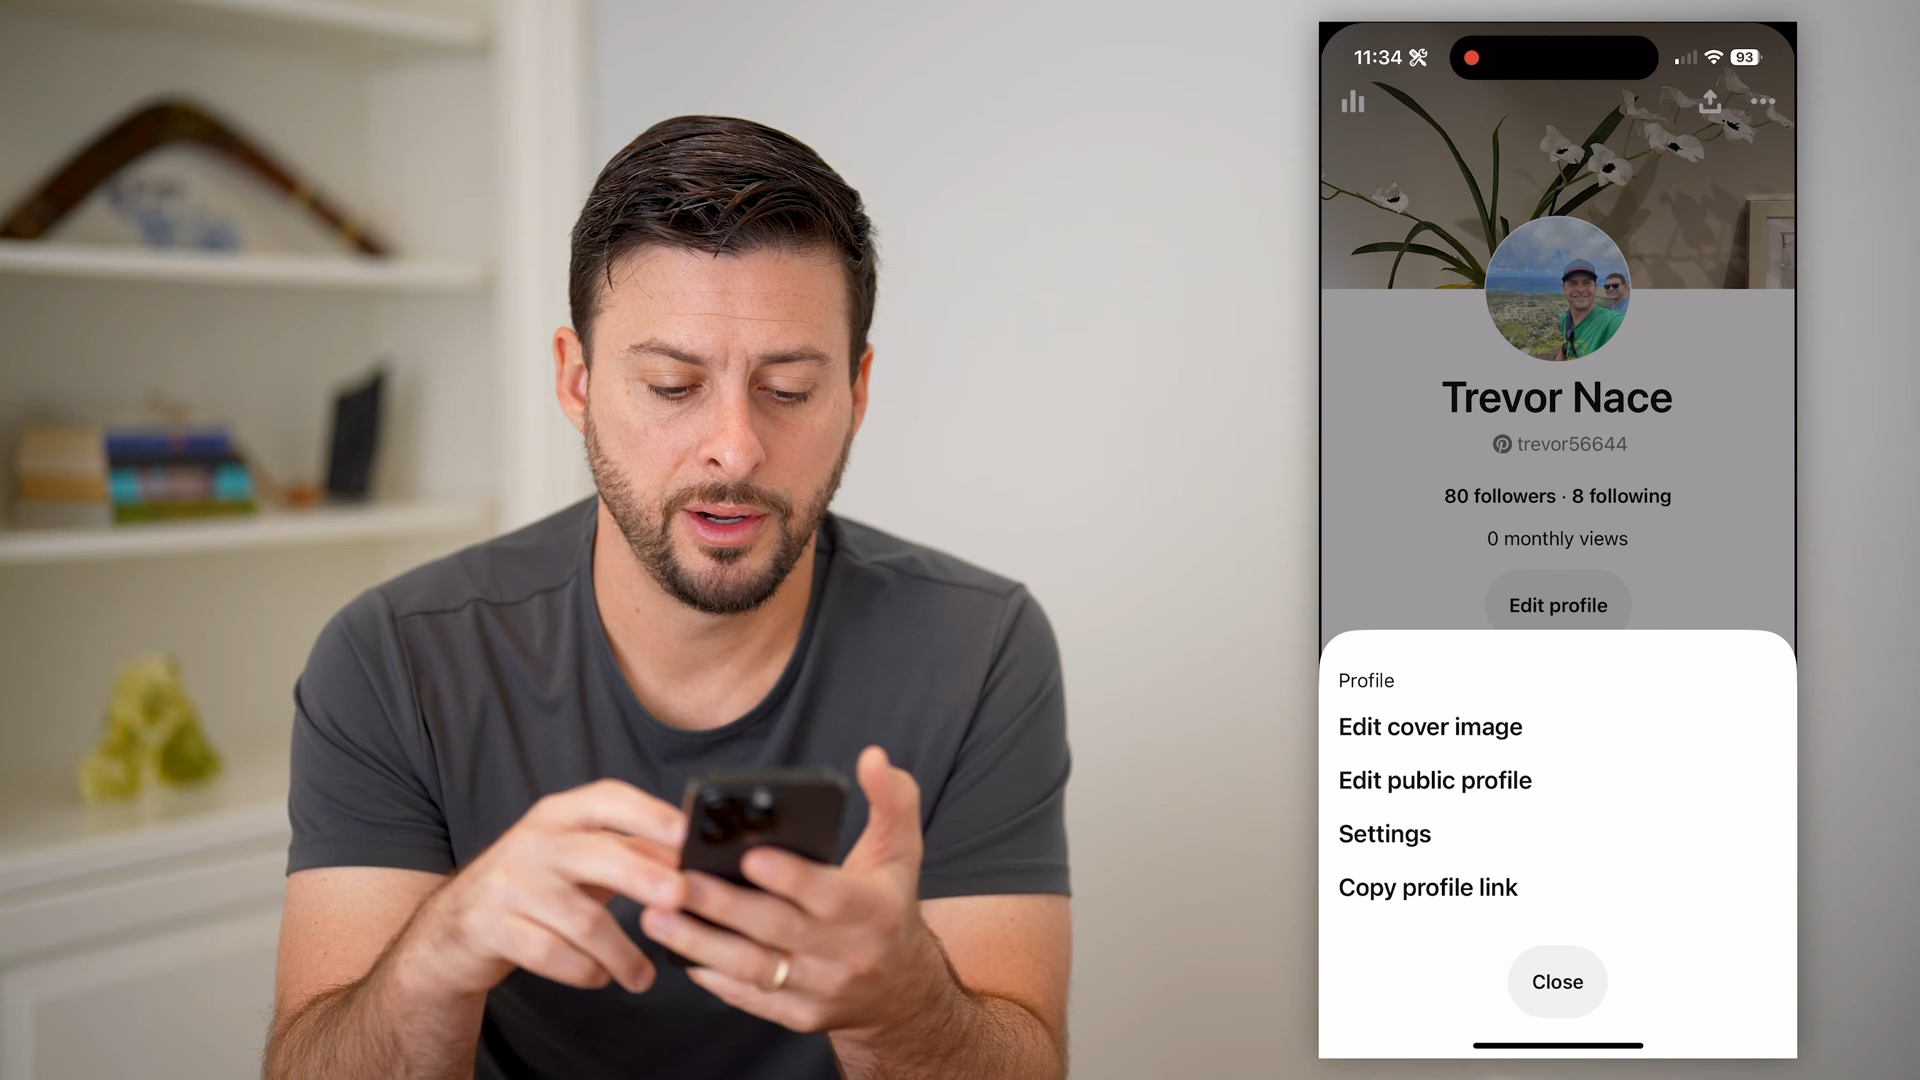 11:34
93
Trevor Nace
trevor56644
80 followers · 8 following
0 monthly views
Edit profile
Profile
Edit cover image
Edit public profile
Settings
Copy profile link
Close